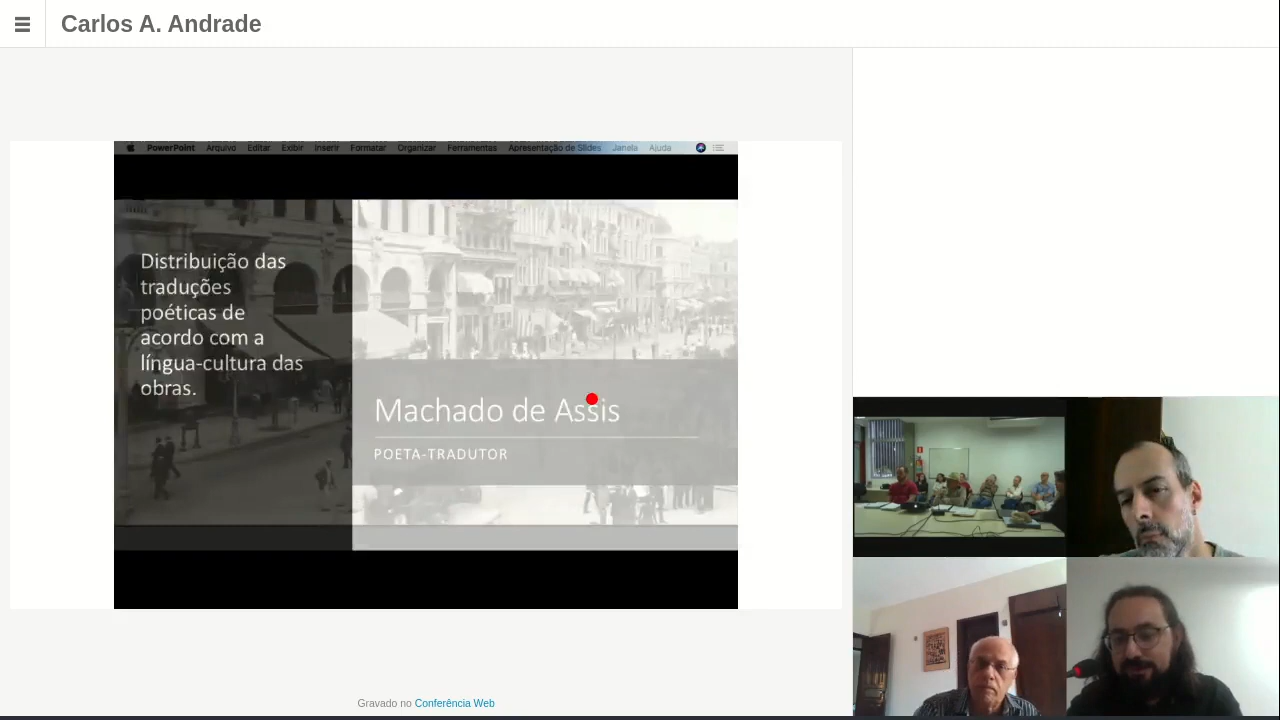 Carlos A. Andrade
PowerPoint Arquivo Editar Exibir Inserir Formatar Organizar Ferramentas Apresentação de Slides Janela Ajuda
Distribuição das
traduções
poéticas de
acordo com a
língua-cultura das
obras.
Machado de Assis
POETA-TRADUTOR
Gravado no Conferência Web